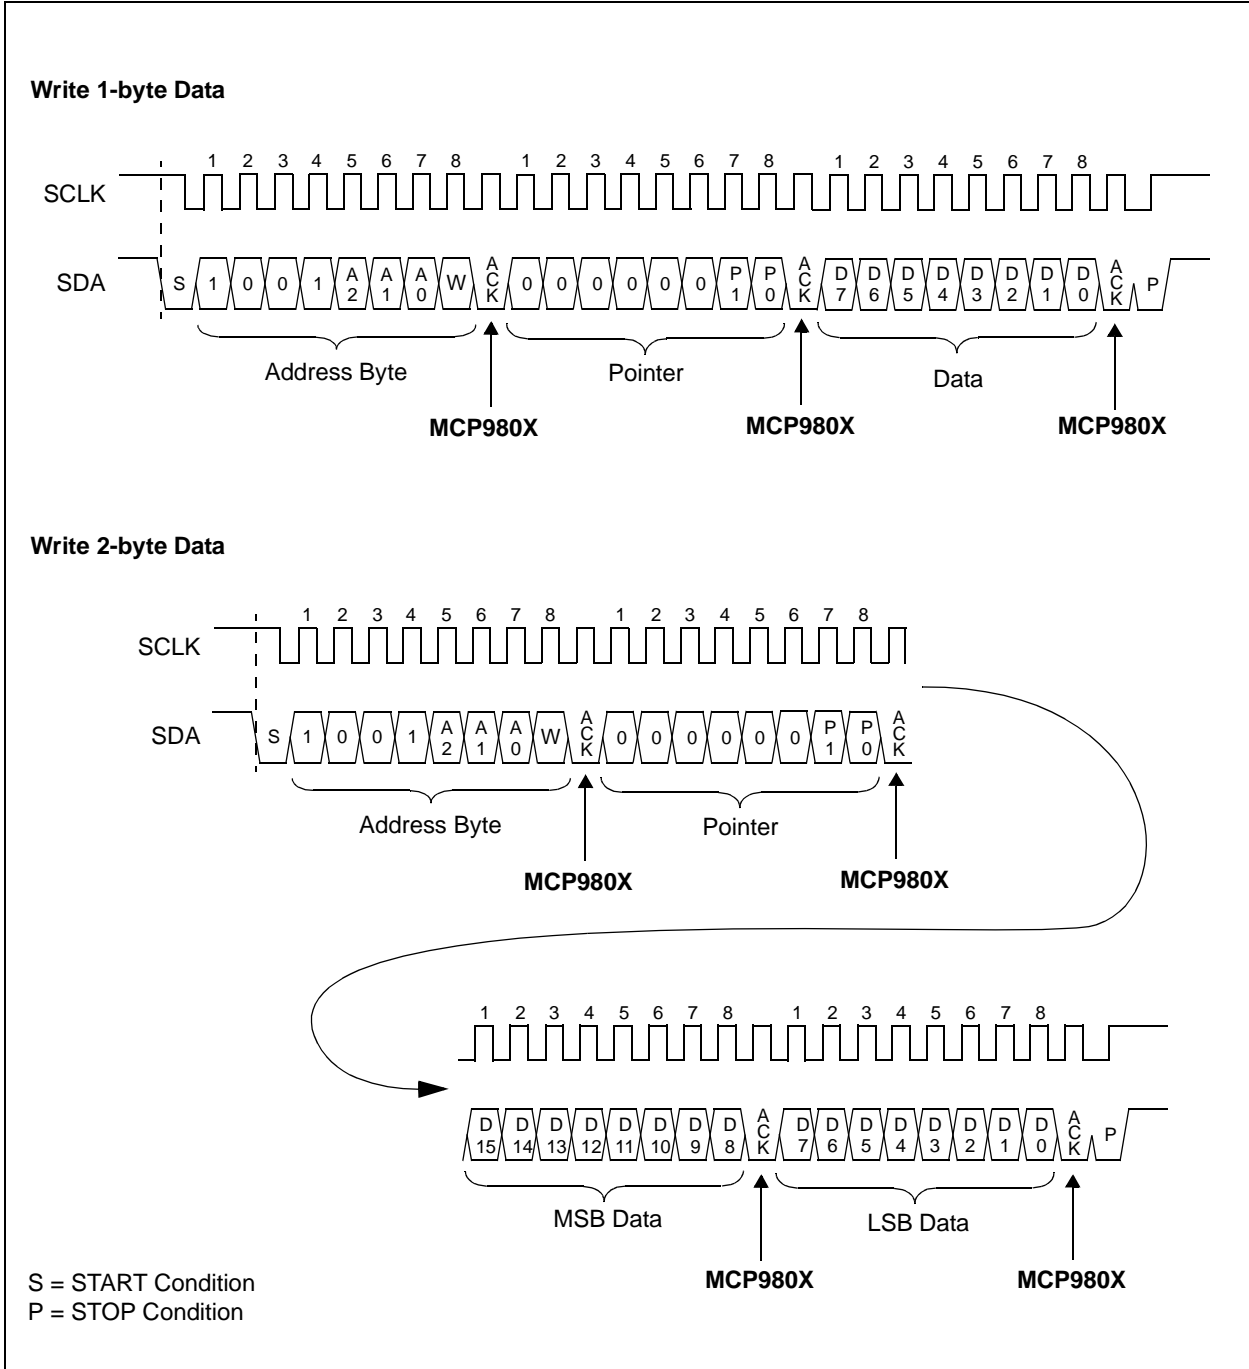 Write 1-byte Data
1 2 3 4 5 6 7 8 1 2 3 4 5 6 7 8 1 2 3 4 5 6 7 8
SCLK
SDA S 1 0 0 1 A2 A1 A0 W ACK 0 0 0 0 0 0 P1 P0 ACK D7 D6 D5 D4 D3 D2 D1 D0 ACK P
Address Byte Pointer Data
MCP980X MCP980X MCP980X
Write 2-byte Data
1 2 3 4 5 6 7 8 1 2 3 4 5 6 7 8
SCLK
SDA S 1 0 0 1 A2 A1 A0 W ACK 0 0 0 0 0 0 P1 P0 ACK
Address Byte Pointer
MCP980X MCP980X
1 2 3 4 5 6 7 8 1 2 3 4 5 6 7 8
D15 D14 D13 D12 D11 D10 D9 D8 ACK D7 D6 D5 D4 D3 D2 D1 D0 ACK P
MSB Data LSB Data
MCP980X MCP980X
S = START Condition
P = STOP Condition